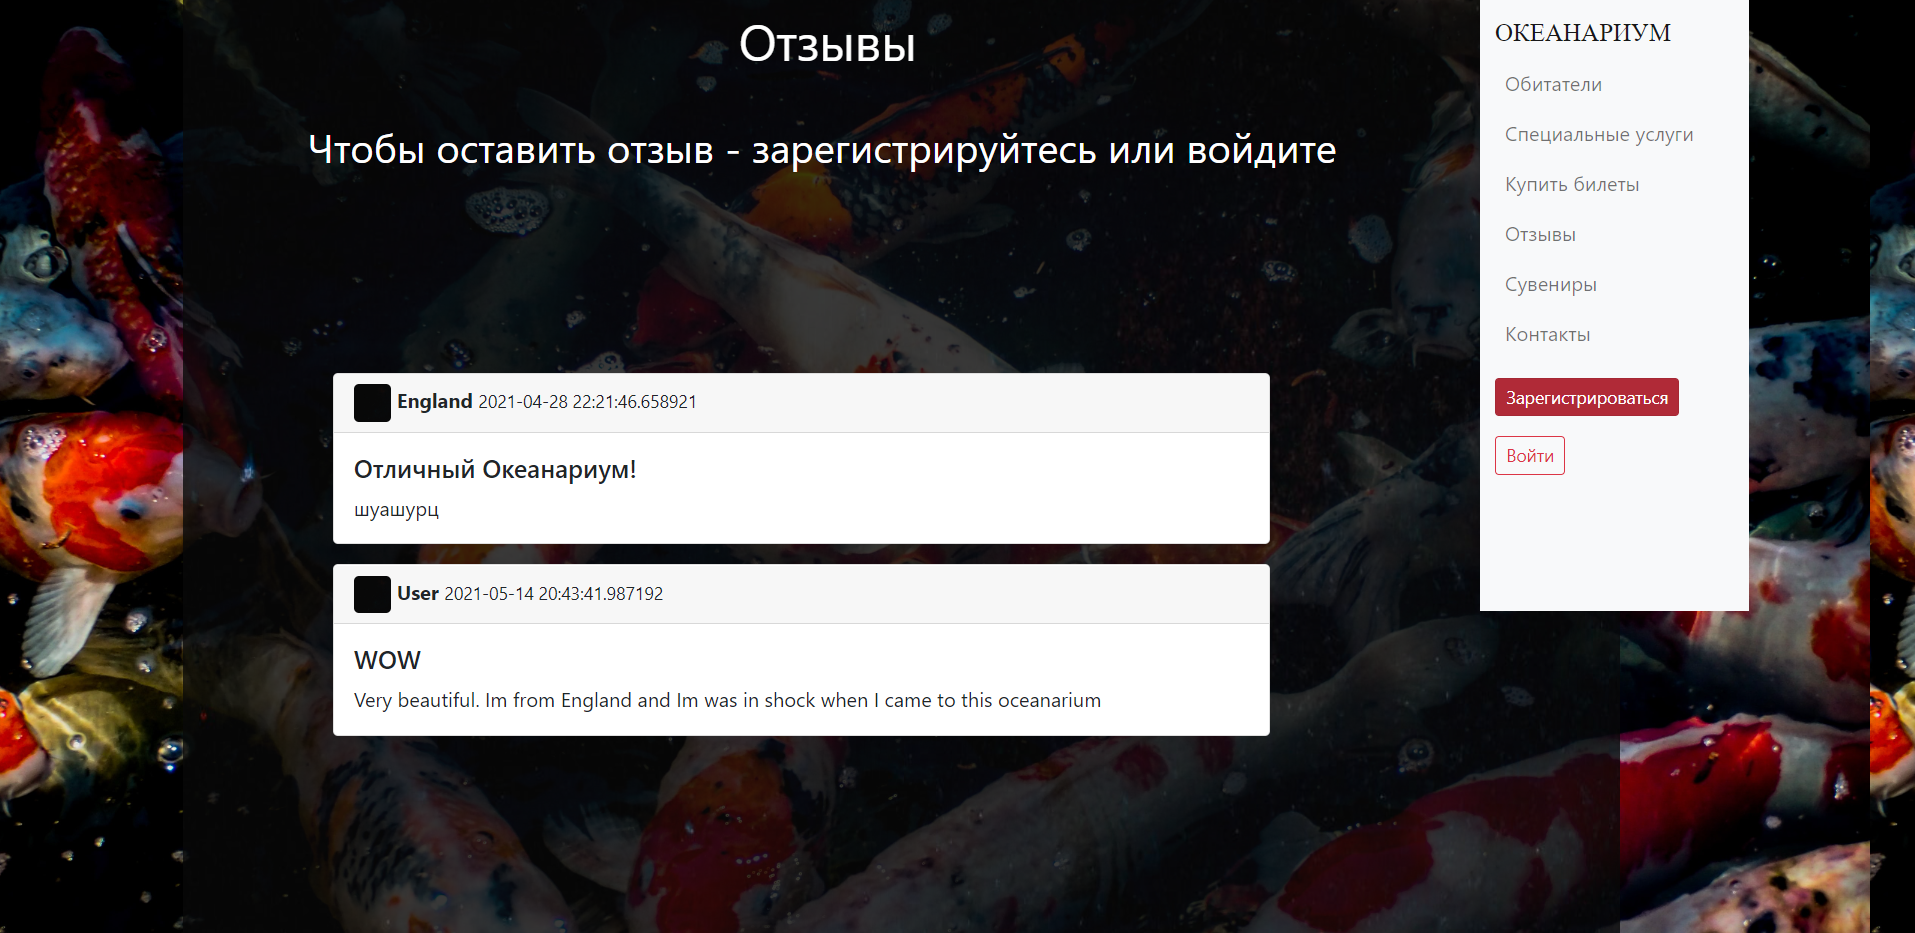 Отзывы
Чтобы оставить отзыв - зарегистрируйтесь или войдите
England 2021-04-28 22:21:46.658921
Отличный Океанариум!
шуашурц
User 2021-05-14 20:43:41.987192
WOW
Very beautiful. Im from England and Im was in shock when I came to this oceanarium
ОКЕАНАРИУМ
Обитатели
Специальные услуги
Купить билеты
Отзывы
Сувениры
Контакты
Зарегистрироваться
Войти